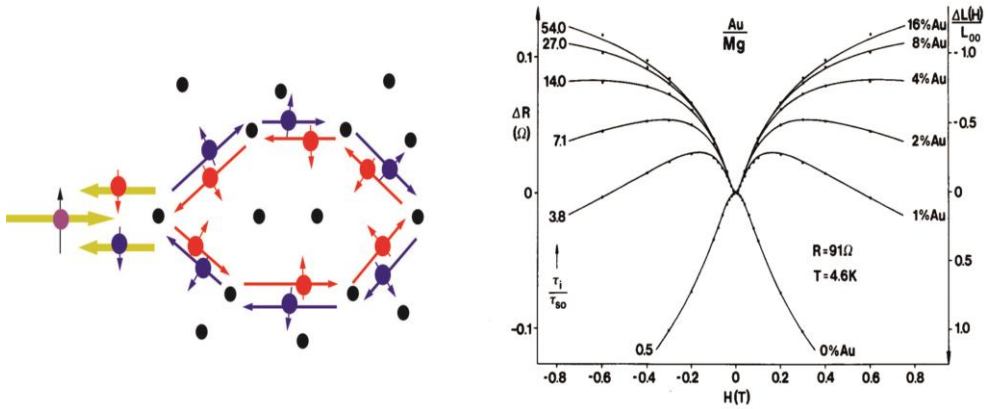 54.0
27.0
14.0
7.1
3.8
0.5
τi
τso
0.1
ΔR
(Ω)
0
-0.1
Au
Mg
16%Au
8%Au
4%Au
2%Au
1%Au
0%Au
R=91Ω
T=4.6K
ΔL(H)
L00
-1.0
-0.5
0
0.5
1.0
-0.8 -0.6 -0.4 -0.2 0 0.2 0.4 0.6 0.8
H(T)